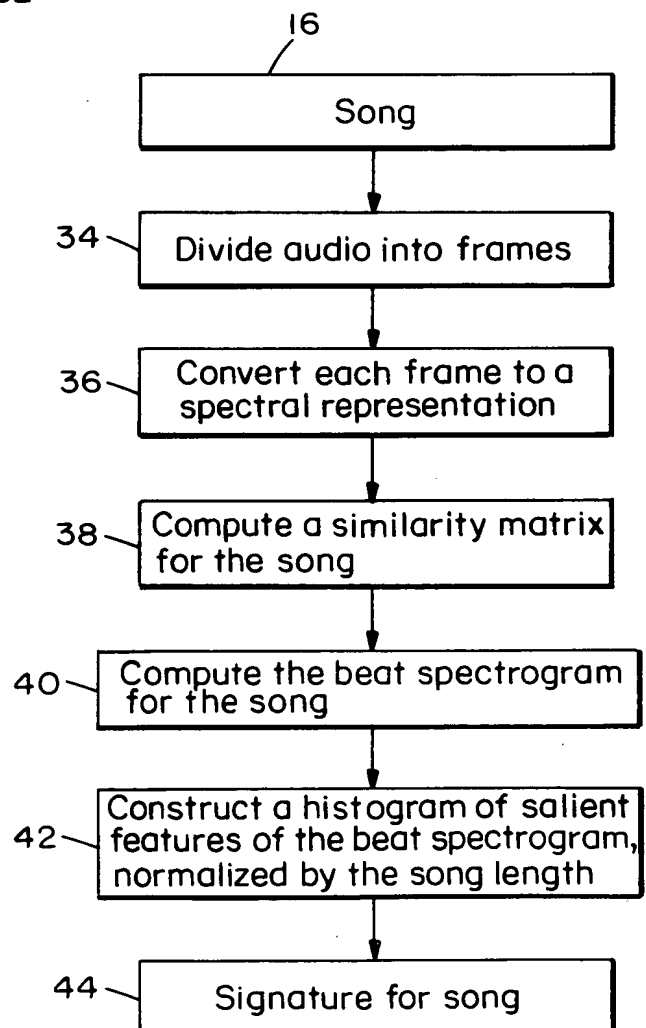 16
Song
34
Divide audio into frames
36
Convert each frame to a
spectral representation
38
Compute a similarity matrix
for the song
40
Compute the beat spectrogram
for the song
42
Construct a histogram of salient
features of the beat spectrogram,
normalized by the song length
44
Signature for song